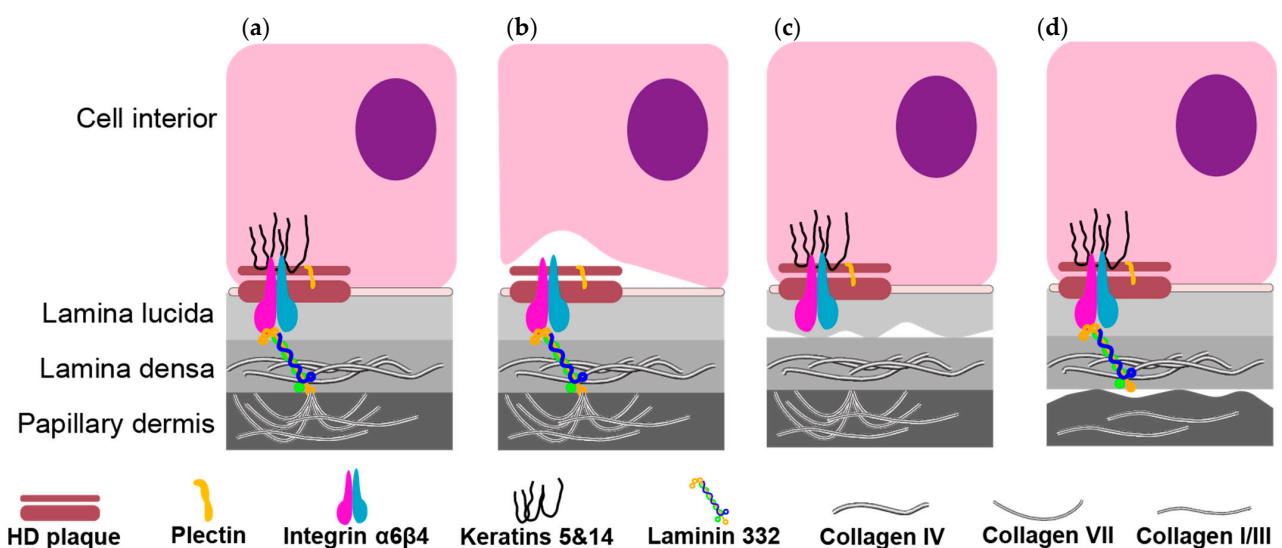 (a) (b) (c) (d)
Cell interior
Lamina lucida
Lamina densa
Papillary dermis
HD plaque Plectin Integrin α6β4 Keratins 5&14 Laminin 332 Collagen IV Collagen VII Collagen I/III